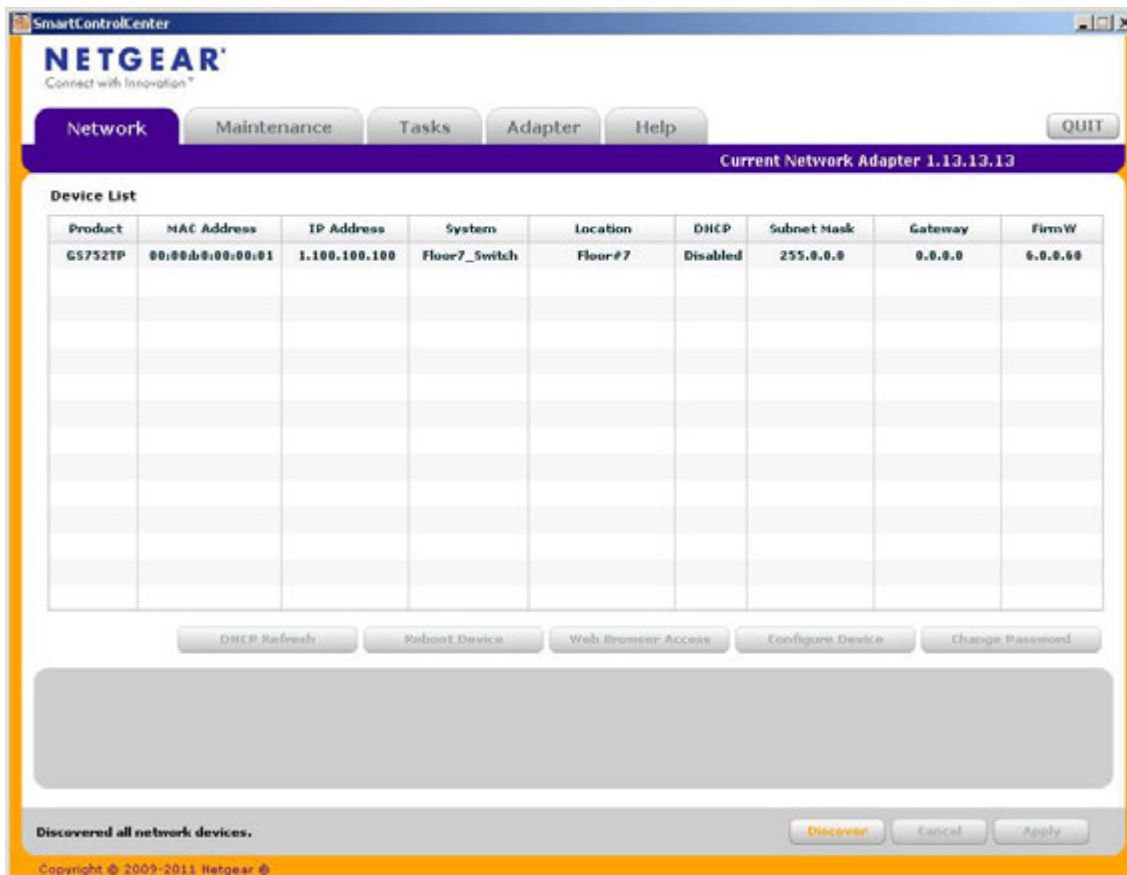 SmartControlCenter
NETGEAR®
Connect with Innovation™
Network Maintenance Tasks Adapter Help QUIT
Current Network Adapter 1.13.13.13
Device List
Product MAC Address IP Address System Location DHCP Subnet Mask Gateway FirmW
GS752TP 00:00:b0:00:00:01 1.100.100.100 Floor7_Switch Floor#7 Disabled 255.0.0.0 0.0.0.0 6.0.0.60
DHCP Refresh Reboot Device Web Browser Access Configure Device Change Password
Discovered all network devices. Discover Cancel Apply
Copyright © 2009-2011 Netgear ®